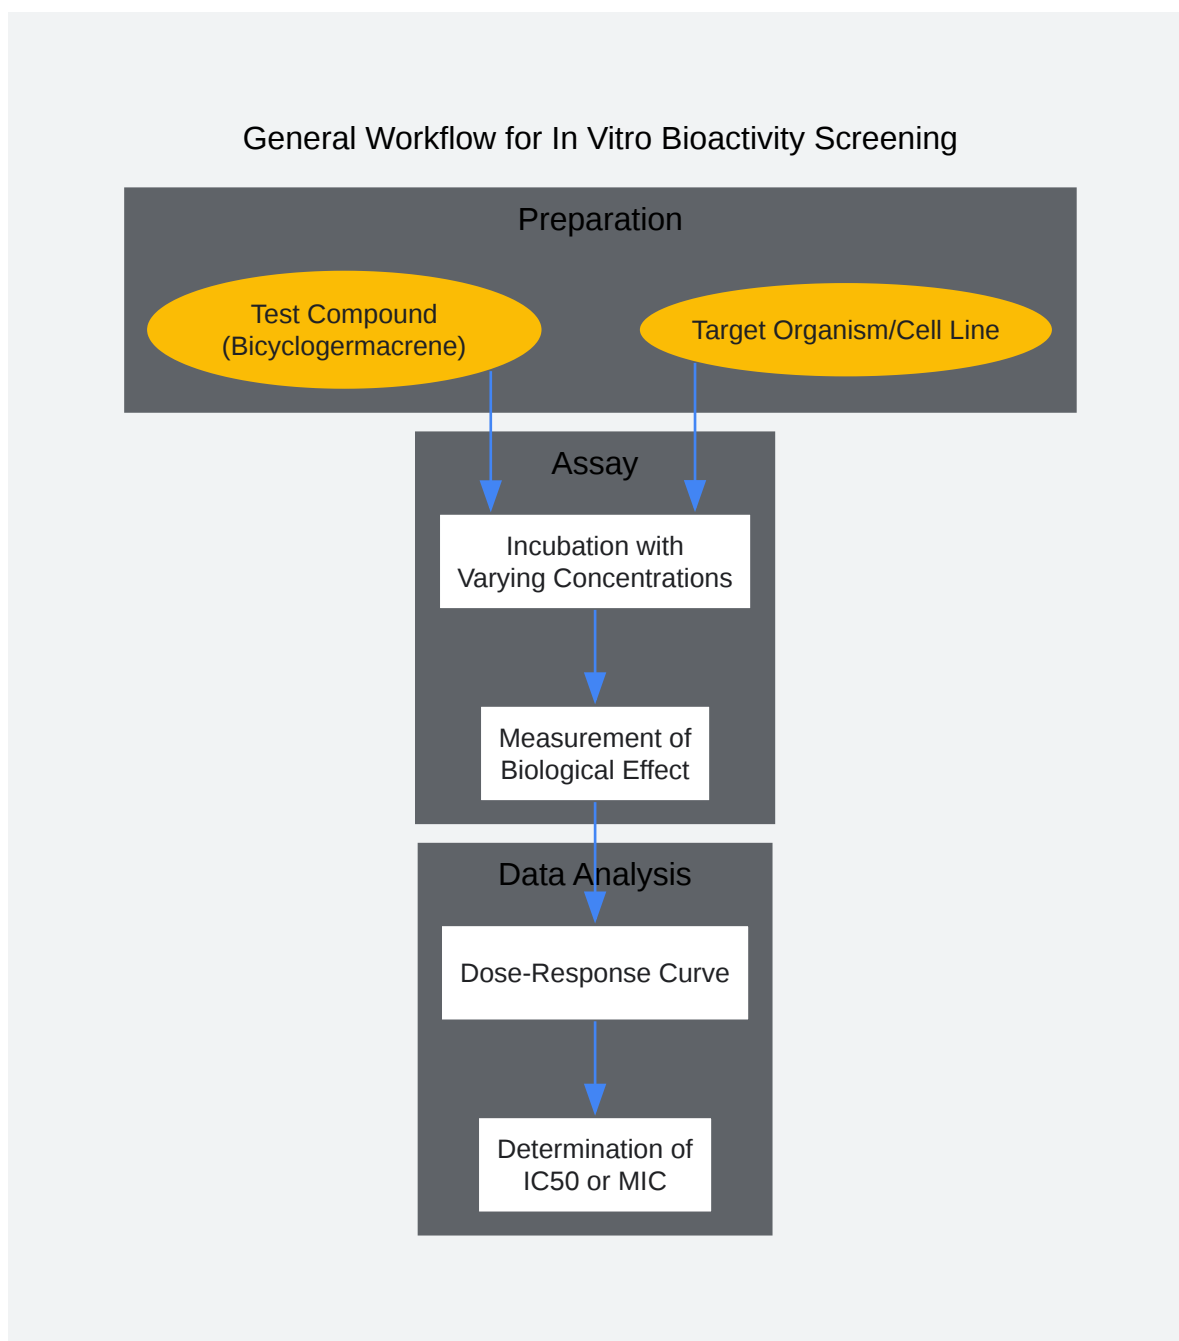 General Workflow for In Vitro Bioactivity Screening
Preparation
Test Compound
(Bicyclogermacrene)
Target Organism/Cell Line
Assay
Incubation with
Varying Concentrations
Measurement of
Biological Effect
Data Analysis
Dose-Response Curve
Determination of
IC50 or MIC